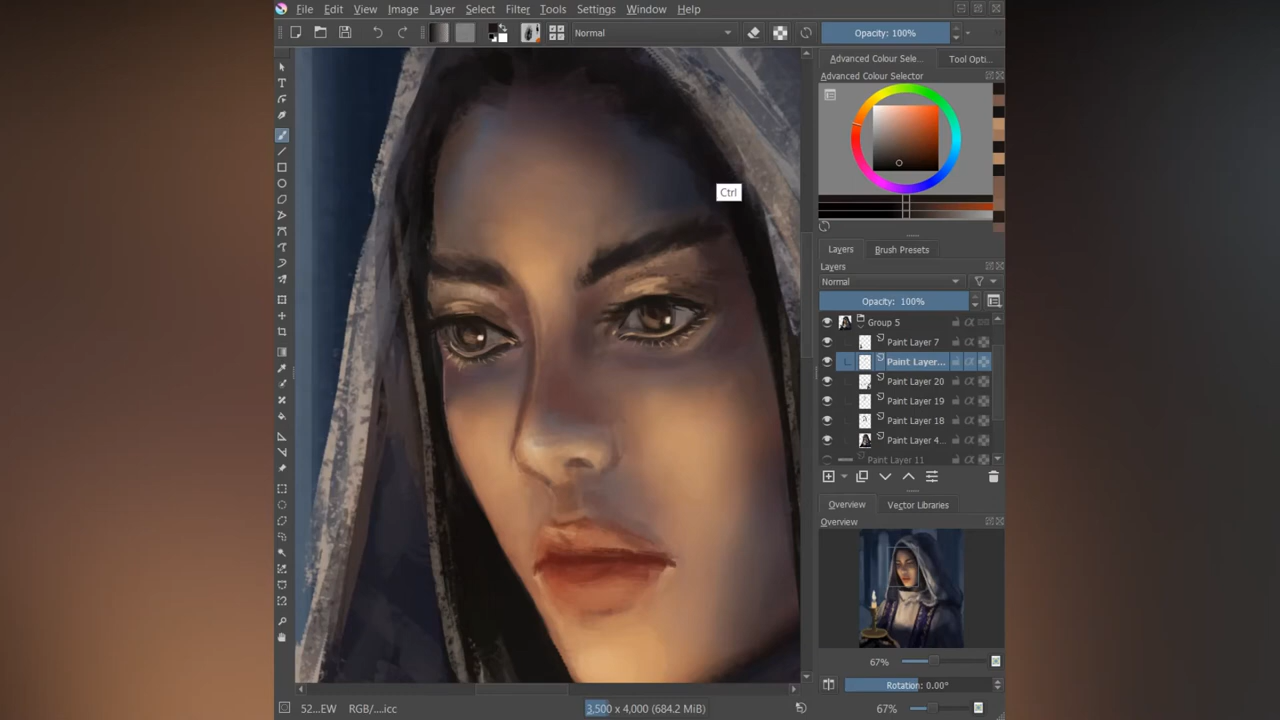 File Edit View Image Layer Select Filter Tools Settings Window Help
Normal
Opacity: 100%
Advanced Colour Sele... Tool Opti...
Advanced Colour Selector
Ctrl
Layers Brush Presets
Layers
Normal
Opacity: 100%
Group 5
Paint Layer 7
Paint Layer...
Paint Layer 20
Paint Layer 19
Paint Layer 18
Paint Layer 4...
Paint Layer 11
Overview Vector Libraries
Overview
67%
Rotation: 0.00°
52...EW RGB/....icc 3,500 x 4,000 (684.2 MiB) 67%